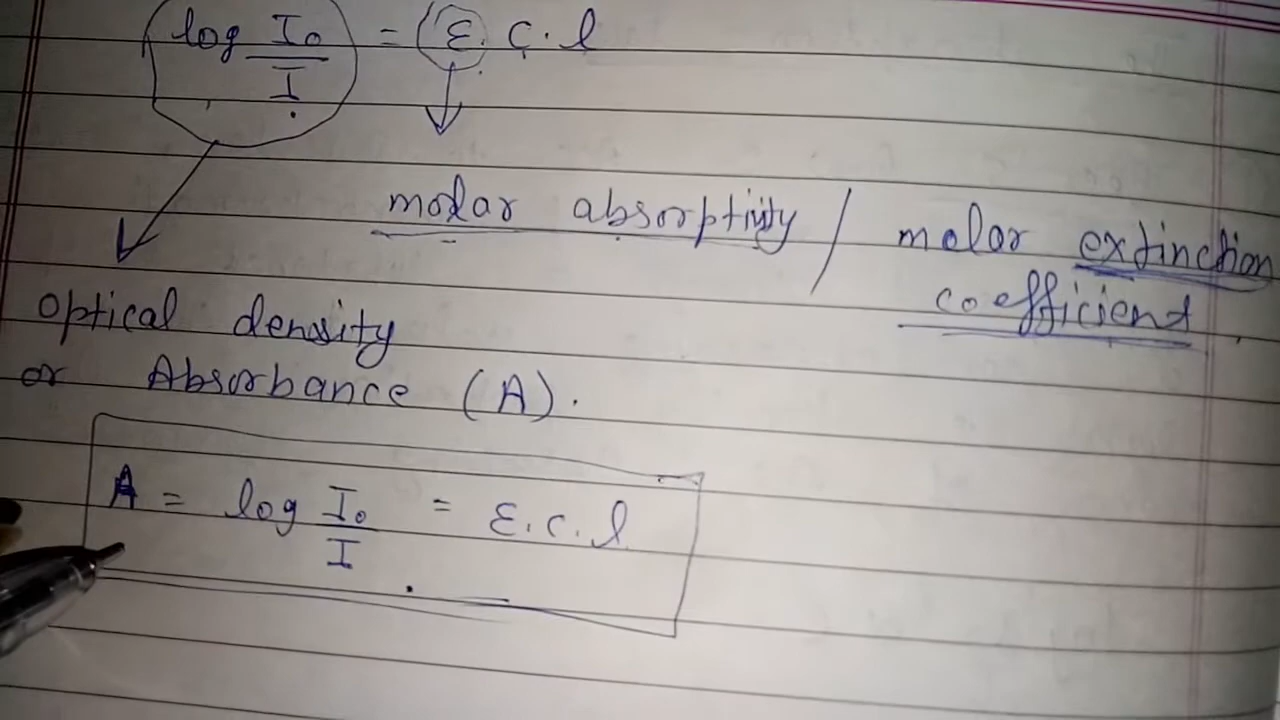 log I₀/I = (ε. c. l
molar absorptivity / molar extinction
coefficient
optical density
or Absorbance (A).
A = log I₀/I = ε. c. l